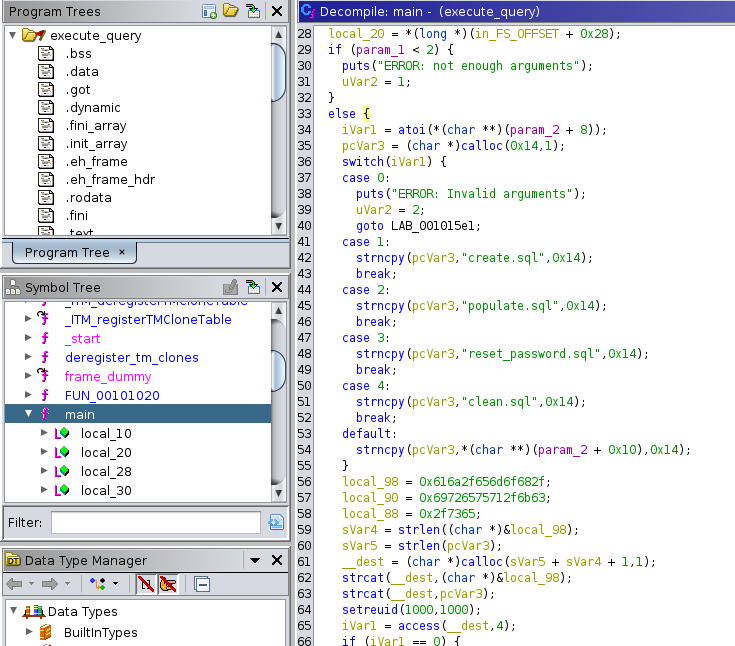 Program Trees
execute_query
.bss
.data
.got
.dynamic
.fini_array
.init_array
.eh_frame
.eh_frame_hdr
.rodata
.fini
.text
Program Tree ×
Symbol Tree
_ITM_deregisterTMCloneTable
_ITM_registerTMCloneTable
_start
deregister_tm_clones
frame_dummy
FUN_00101020
main
local_10
local_20
local_28
local_30
Filter:
Data Type Manager
Data Types
BuiltInTypes
Decompile: main - (execute_query)
28 local_20 = *(long *)(in_FS_OFFSET + 0x28);
29 if (param_1 < 2) {
30 puts("ERROR: not enough arguments");
31 uVar2 = 1;
32 }
33 else {
34 iVar1 = atoi(*(char **)(param_2 + 8));
35 pcVar3 = (char *)calloc(0x14,1);
36 switch(iVar1) {
37 case 0:
38 puts("ERROR: Invalid arguments");
39 uVar2 = 2;
40 goto LAB_001015e1;
41 case 1:
42 strncpy(pcVar3,"create.sql",0x14);
43 break;
44 case 2:
45 strncpy(pcVar3,"populate.sql",0x14);
46 break;
47 case 3:
48 strncpy(pcVar3,"reset_password.sql",0x14);
49 break;
50 case 4:
51 strncpy(pcVar3,"clean.sql",0x14);
52 break;
53 default:
54 strncpy(pcVar3,*(char **)(param_2 + 0x10),0x14);
55 }
56 local_98 = 0x616a2f656d6f682f;
57 local_90 = 0x69726575712f6b63;
58 local_88 = 0x2f7365;
59 sVar4 = strlen((char *)&local_98);
60 sVar5 = strlen(pcVar3);
61 __dest = (char *)calloc(sVar5 + sVar4 + 1,1);
62 strcat(__dest,(char *)&local_98);
63 strcat(__dest,pcVar3);
64 setreuid(1000,1000);
65 iVar1 = access(__dest,4);
66 if (iVar1 == 0) {